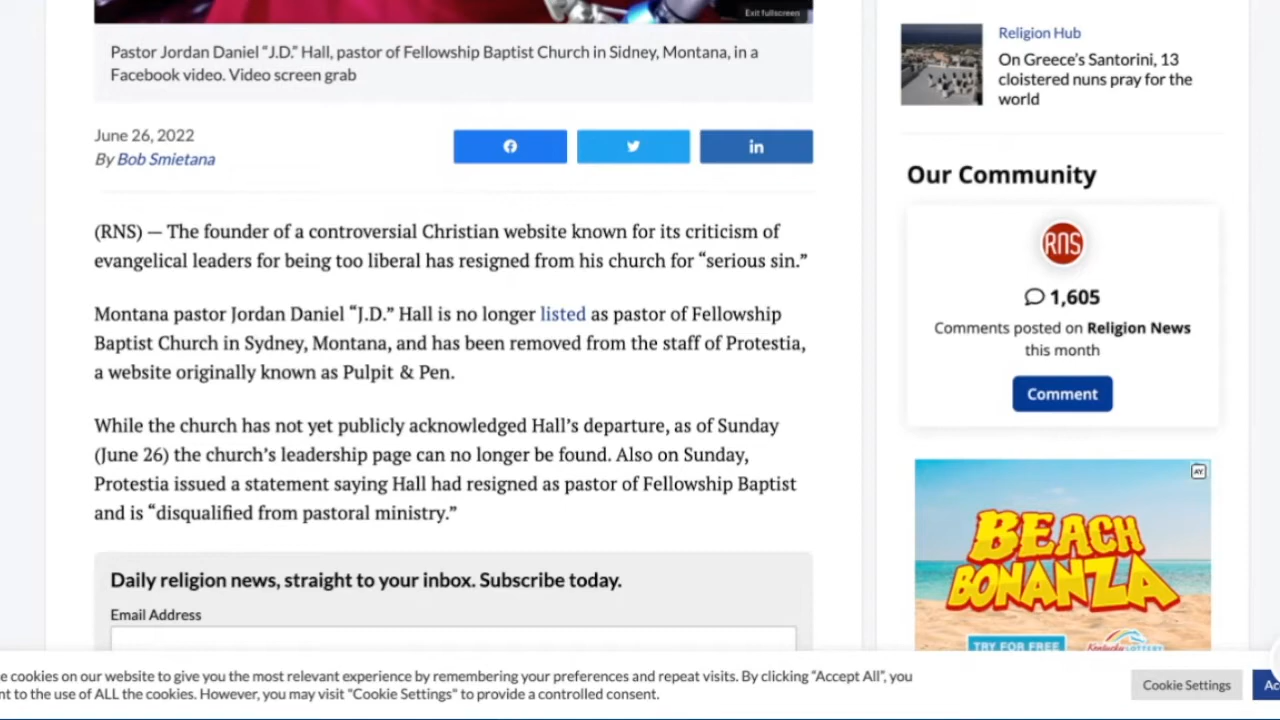 Exit fullscreen
Pastor Jordan Daniel “J.D.” Hall, pastor of Fellowship Baptist Church in Sidney, Montana, in a
Facebook video. Video screen grab
June 26, 2022
By Bob Smietana
in
(RNS) — The founder of a controversial Christian website known for its criticism of
evangelical leaders for being too liberal has resigned from his church for “serious sin.”
Montana pastor Jordan Daniel “J.D.” Hall is no longer listed as pastor of Fellowship
Baptist Church in Sydney, Montana, and has been removed from the staff of Protestia,
a website originally known as Pulpit & Pen.
While the church has not yet publicly acknowledged Hall’s departure, as of Sunday
(June 26) the church’s leadership page can no longer be found. Also on Sunday,
Protestia issued a statement saying Hall had resigned as pastor of Fellowship Baptist
and is “disqualified from pastoral ministry.”
Daily religion news, straight to your inbox. Subscribe today.
Email Address
Religion Hub
On Greece’s Santorini, 13
cloistered nuns pray for the
world
Our Community
RNS
1,605
Comments posted on Religion News
this month
Comment
AY
BEACH
BONANZA
TRY FOR FREE
Kentucky LOTTERY
e cookies on our website to give you the most relevant experience by remembering your preferences and repeat visits. By clicking “Accept All”, you
nt to the use of ALL the cookies. However, you may visit "Cookie Settings" to provide a controlled consent.
Cookie Settings
Ac